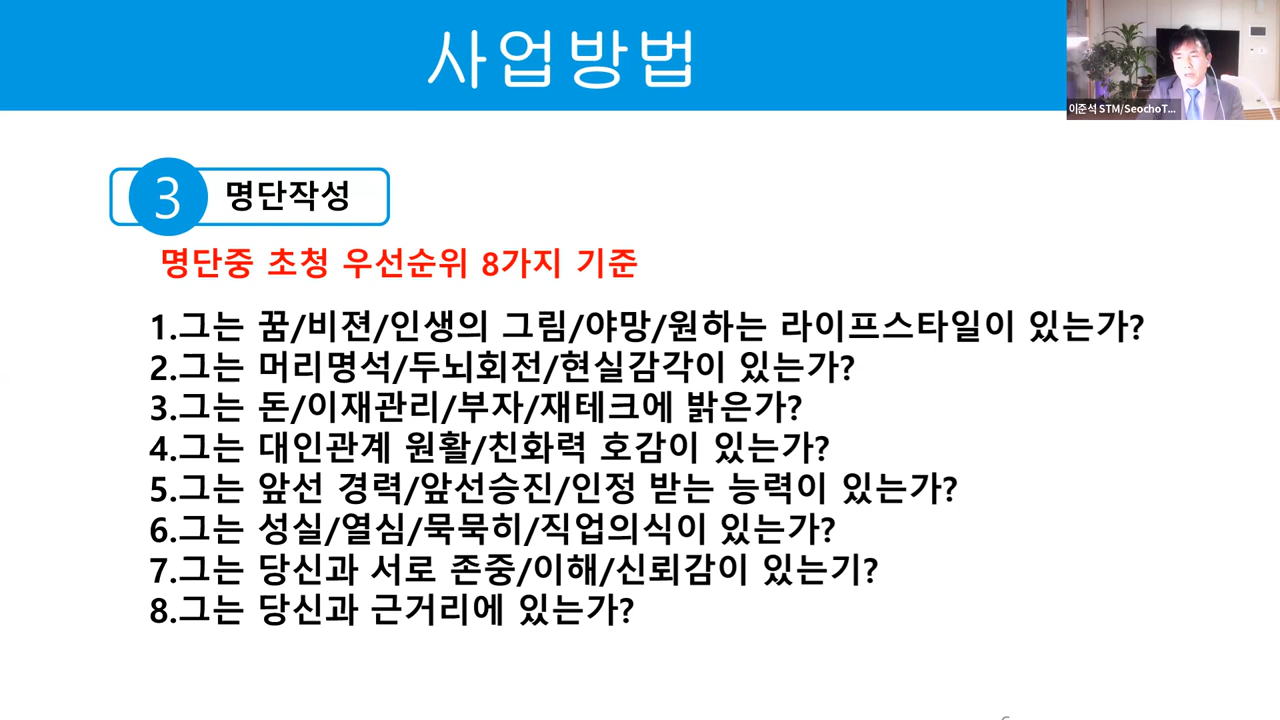 사업방법
이준석 STM/SeochoT...
3 명단작성
명단중 초청 우선순위 8가지 기준
1.그는 꿈/비젼/인생의 그림/야망/원하는 라이프스타일이 있는가?
2.그는 머리명석/두뇌회전/현실감각이 있는가?
3.그는 돈/이재관리/부자/재테크에 밝은가?
4.그는 대인관계 원활/친화력 호감이 있는가?
5.그는 앞선 경력/앞선승진/인정 받는 능력이 있는가?
6.그는 성실/열심/묵묵히/직업의식이 있는가?
7.그는 당신과 서로 존중/이해/신뢰감이 있는기?
8.그는 당신과 근거리에 있는가?